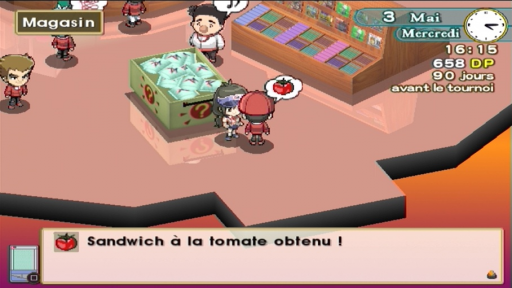 Magasin
3 Mai
Mercredi
16:15
658 DP
90 jours
avant le tournoi
Sandwich à la tomate obtenu !